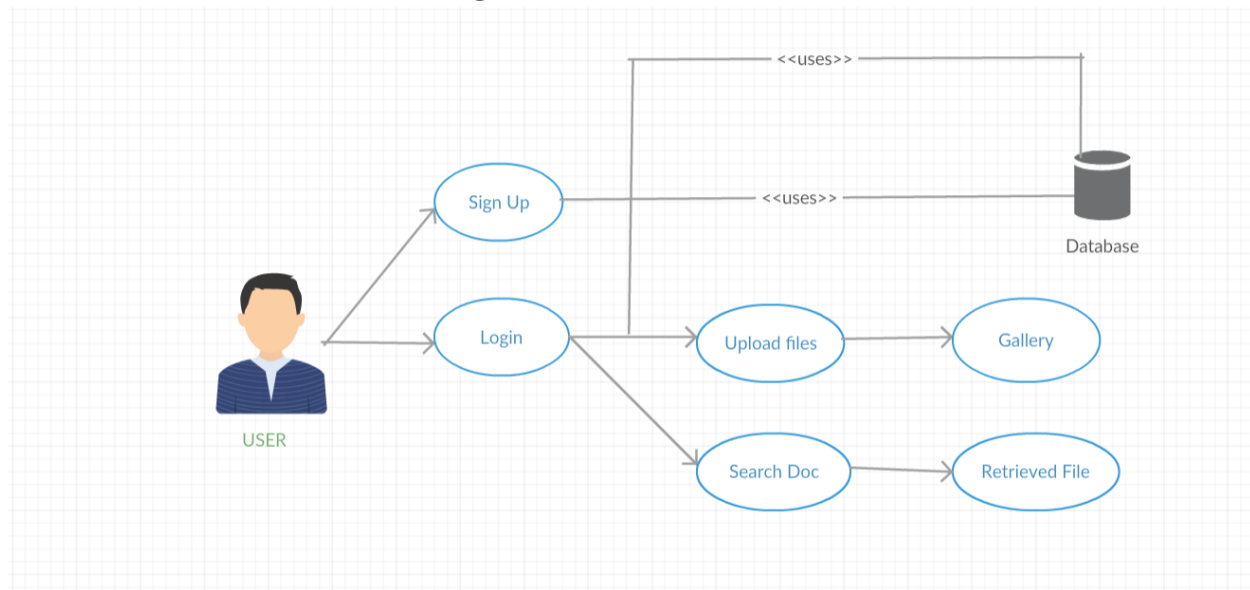 <<uses>>
Sign Up
<<uses>>
Database
Login
Upload files
Gallery
USER
Search Doc
Retrieved File